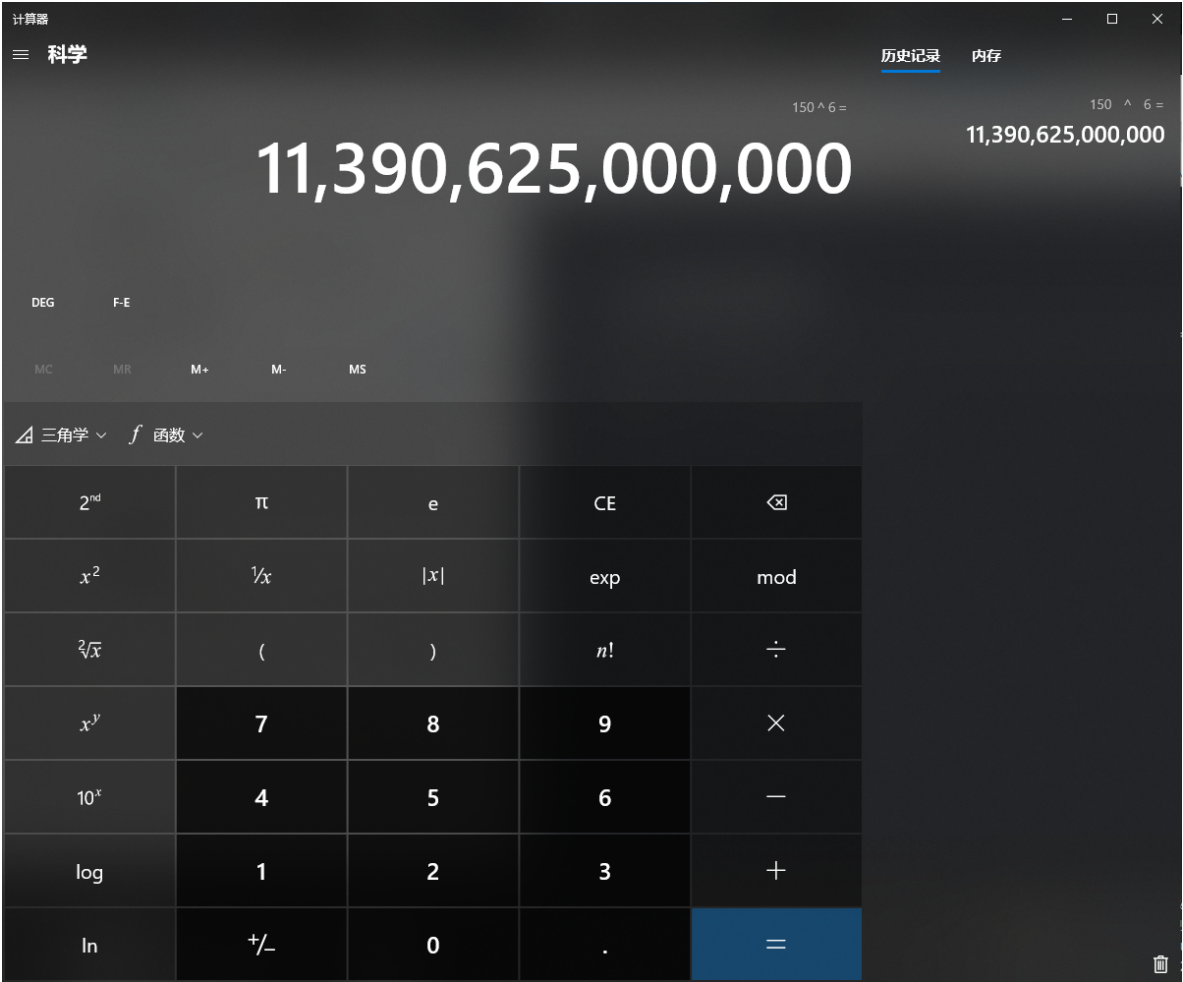 计算器
科学
历史记录 内存
150 ^ 6 =
11,390,625,000,000
150 ^ 6 =
11,390,625,000,000
DEG F-E
MC MR M+ M- MS
三角学 f 函数
2ⁿᵈ π e CE
x² ¹/x |x| exp mod
²√x ( ) n! ÷
xʸ 7 8 9 ×
10ˣ 4 5 6 −
log 1 2 3 +
ln +/− 0 . =